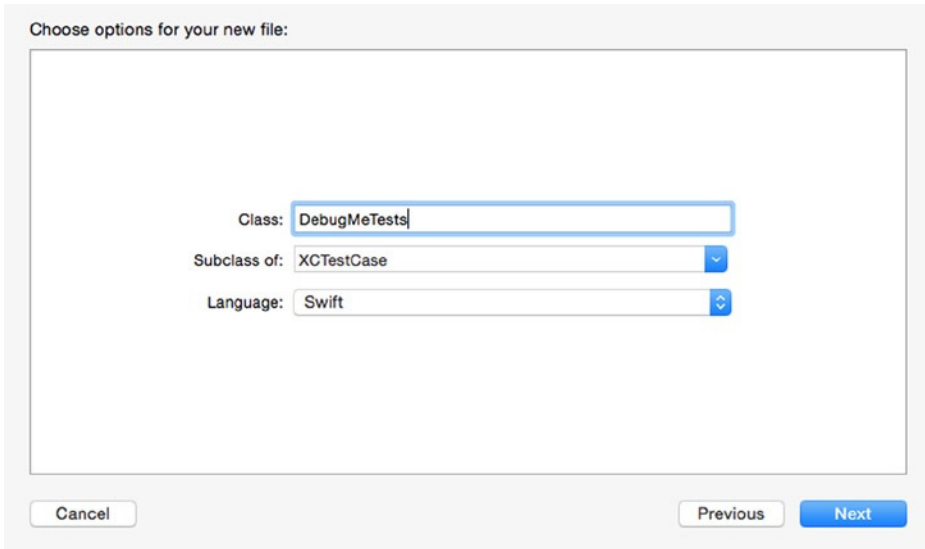 Choose options for your new file:
Class: DebugMeTests
Subclass of: XCTestCase
Language: Swift
Cancel Previous Next